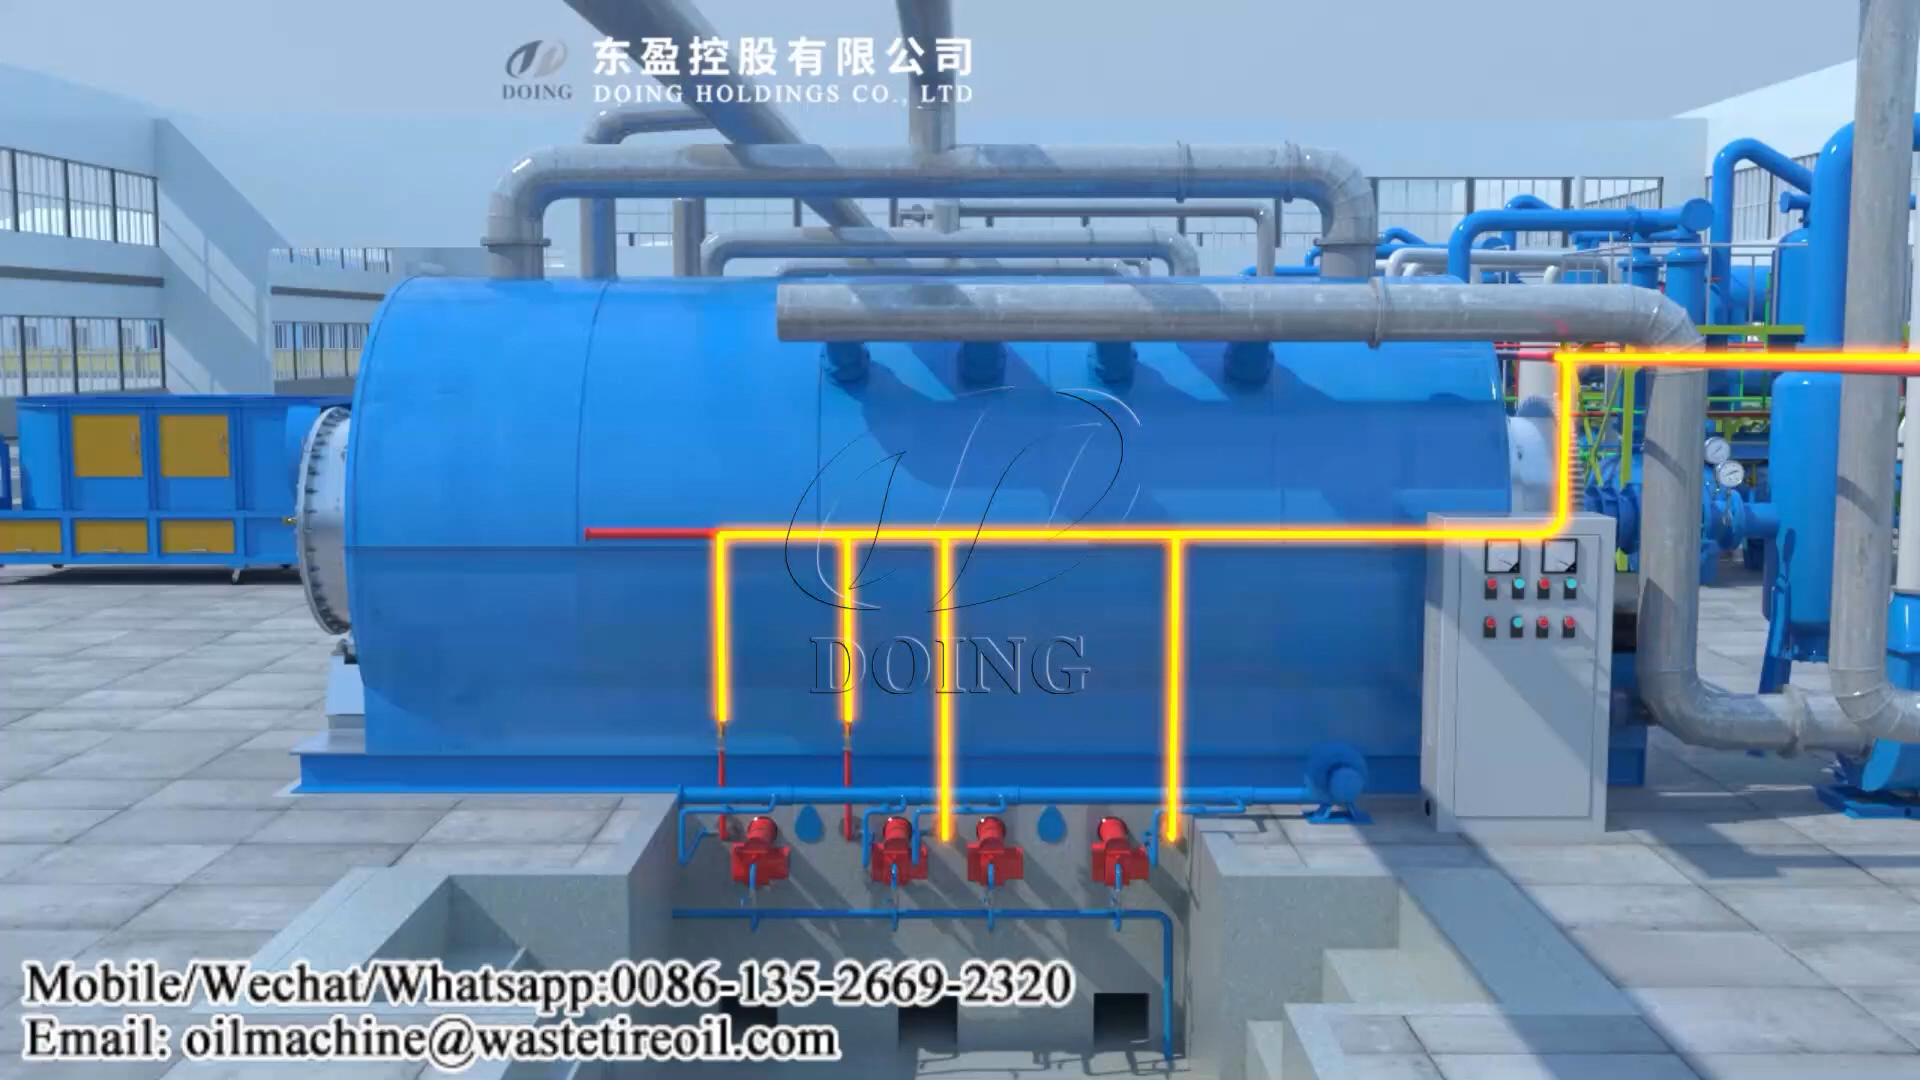 东盈控股有限公司
DOING
DOING HOLDINGS CO., LTD
DOING
Mobile/Wechat/Whatsapp:0086-135-2669-2320
Email: oilmachine@wastetireoil.com